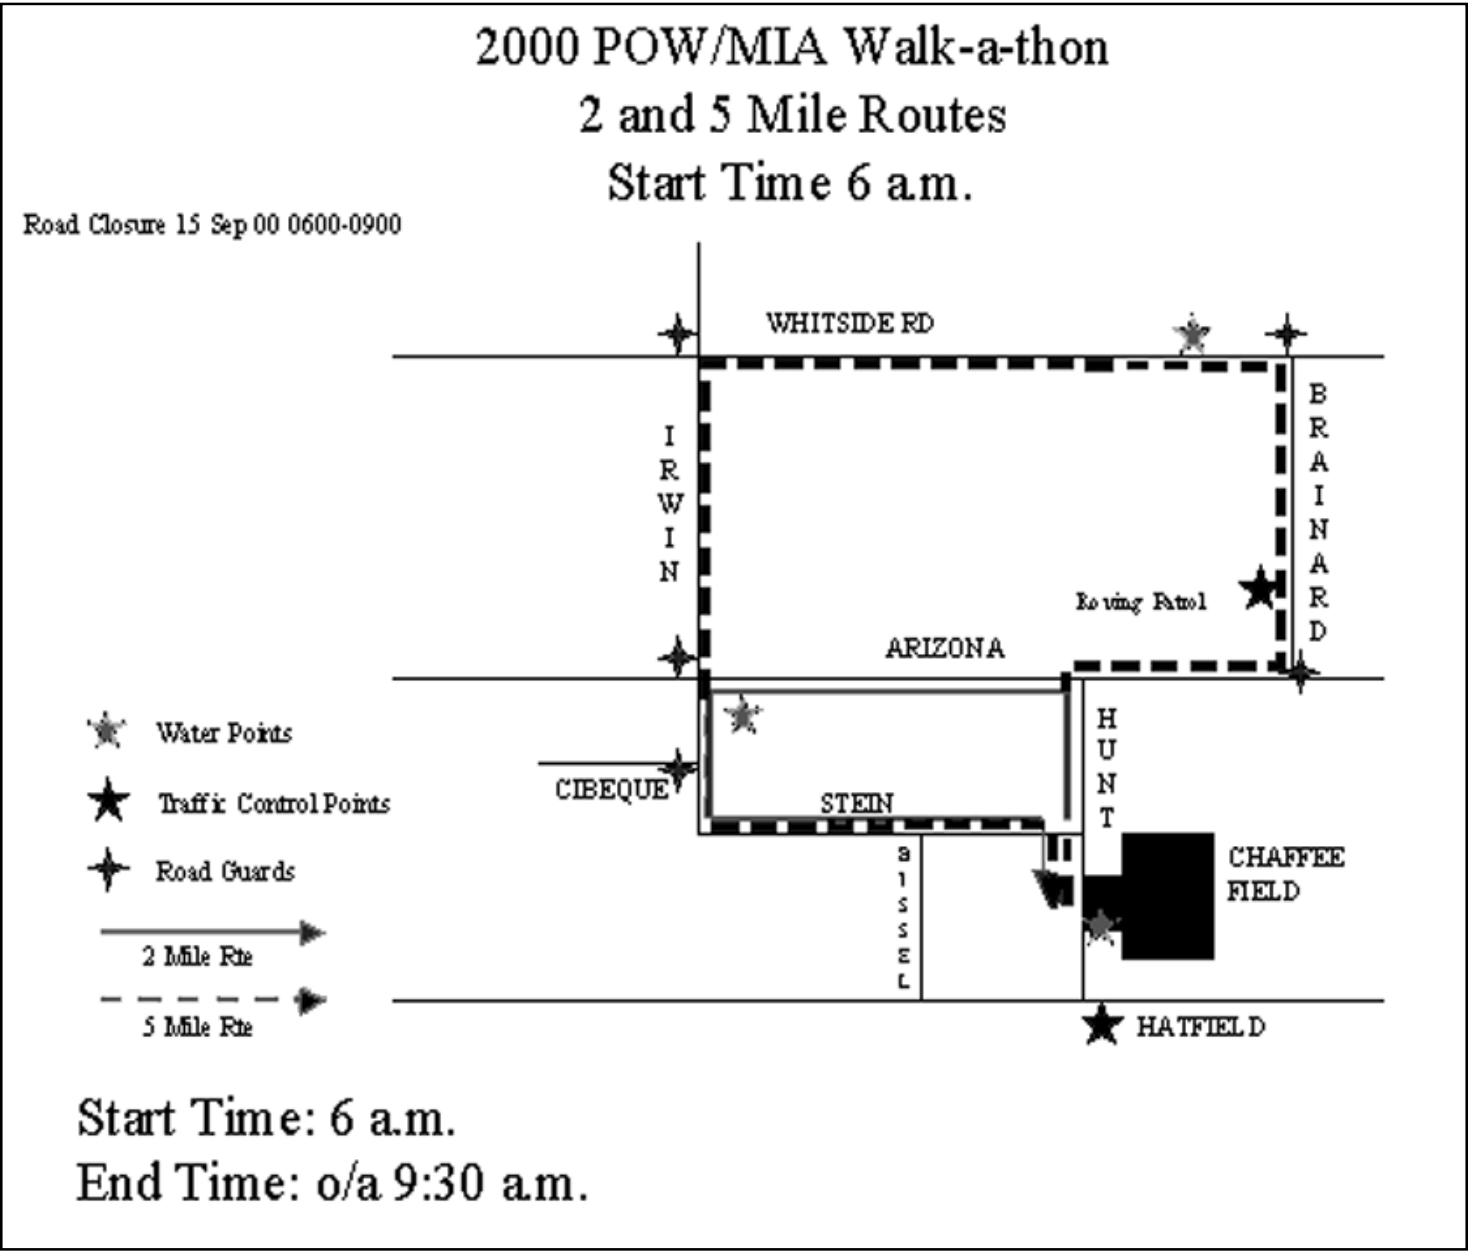 2000 POW/MIA Walk-a-thon
2 and 5 Mile Routes
Start Time 6 a.m.
Road Closure 15 Sep 00 0600-0900
WHITSIDE RD
BRAINARD
IRWIN
Roving Patrol
ARIZONA
HUNT
Water Points
CIBEQUE
Traffic Control Points
STEIN
CHAFFEE
FIELD
Road Guards
2 Mile Rte
5 Mile Rte
HATFIELD
Start Time: 6 a.m.
End Time: o/a 9:30 a.m.